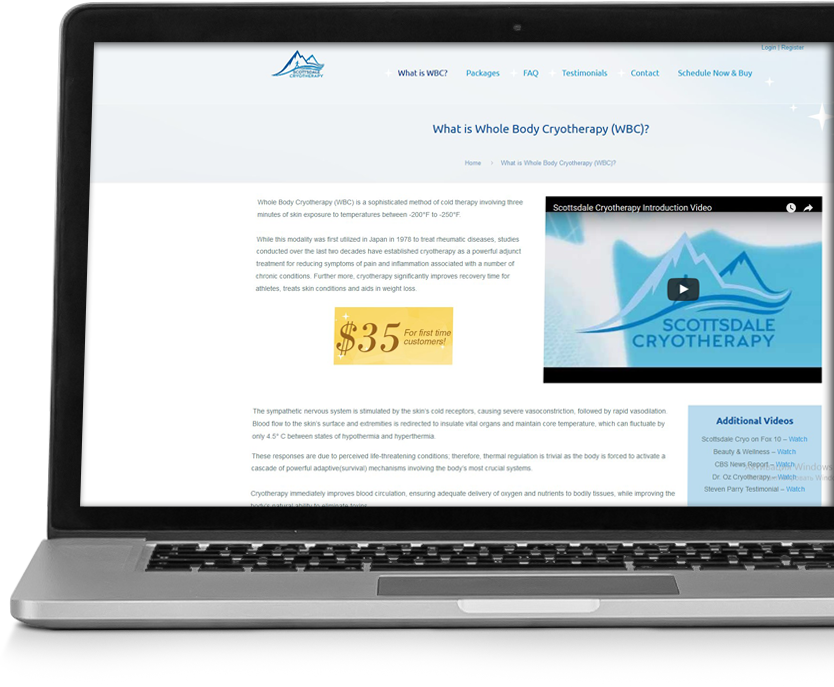 Login | Register
SCOTTSDALE
CRYOTHERAPY
What is WBC? Packages FAQ Testimonials Contact Schedule Now & Buy
What is Whole Body Cryotherapy (WBC)?
Home › What is Whole Body Cryotherapy (WBC)?
Whole Body Cryotherapy (WBC) is a sophisticated method of cold therapy involving three
minutes of skin exposure to temperatures between -200°F to -250°F.
While this modality was first utilized in Japan in 1978 to treat rheumatic diseases, studies
conducted over the last two decades have established cryotherapy as a powerful adjunct
treatment for reducing symptoms of pain and inflammation associated with a number of
chronic conditions. Further more, cryotherapy significantly improves recovery time for
athletes, treats skin conditions and aids in weight loss.
$35 For first time
customers!
Scottsdale Cryotherapy Introduction Video
SCOTTSDALE
CRYOTHERAPY
The sympathetic nervous system is stimulated by the skin's cold receptors, causing severe vasoconstriction, followed by rapid vasodilation.
Blood flow to the skin's surface and extremities is redirected to insulate vital organs and maintain core temperature, which can fluctuate by
only 4.5° C between states of hypothermia and hyperthermia.
These responses are due to perceived life-threatening conditions; therefore, thermal regulation is trivial as the body is forced to activate a
cascade of powerful adaptive(survival) mechanisms involving the body's most crucial systems.
Cryotherapy immediately improves blood circulation, ensuring adequate delivery of oxygen and nutrients to bodily tissues, while improving the
body's natural ability to eliminate toxins.
Additional Videos
Scottsdale Cryo on Fox 10 – Watch
Beauty & Wellness – Watch
CBS News Report – Watch
Dr. Oz Cryotherapy – Watch
Steven Parry Testimonial – Watch
Windows